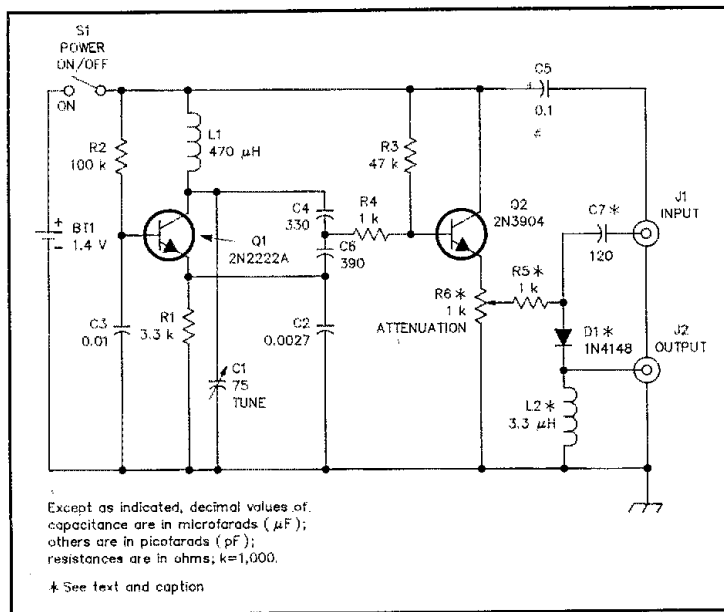 S1
POWER
ON/OFF
ON
C5
0.1
L1
470 μH
R2
100 k
R3
47 k
C4
330
R4
1 k
Q2
2N3904
C7*
120
J1
INPUT
BT1
1.4 V
+
−
Q1
2N2222A
C6
390
R6*
1 k
ATTENUATION
R5*
1 k
D1*
1N4148
J2
OUTPUT
C3
0.01
R1
3.3 k
C2
0.0027
C1
75
TUNE
L2*
3.3 μH
Except as indicated, decimal values of
capacitance are in microfarads ( μF);
others are in picofarads ( pF);
resistances are in ohms; k=1,000.
* See text and caption